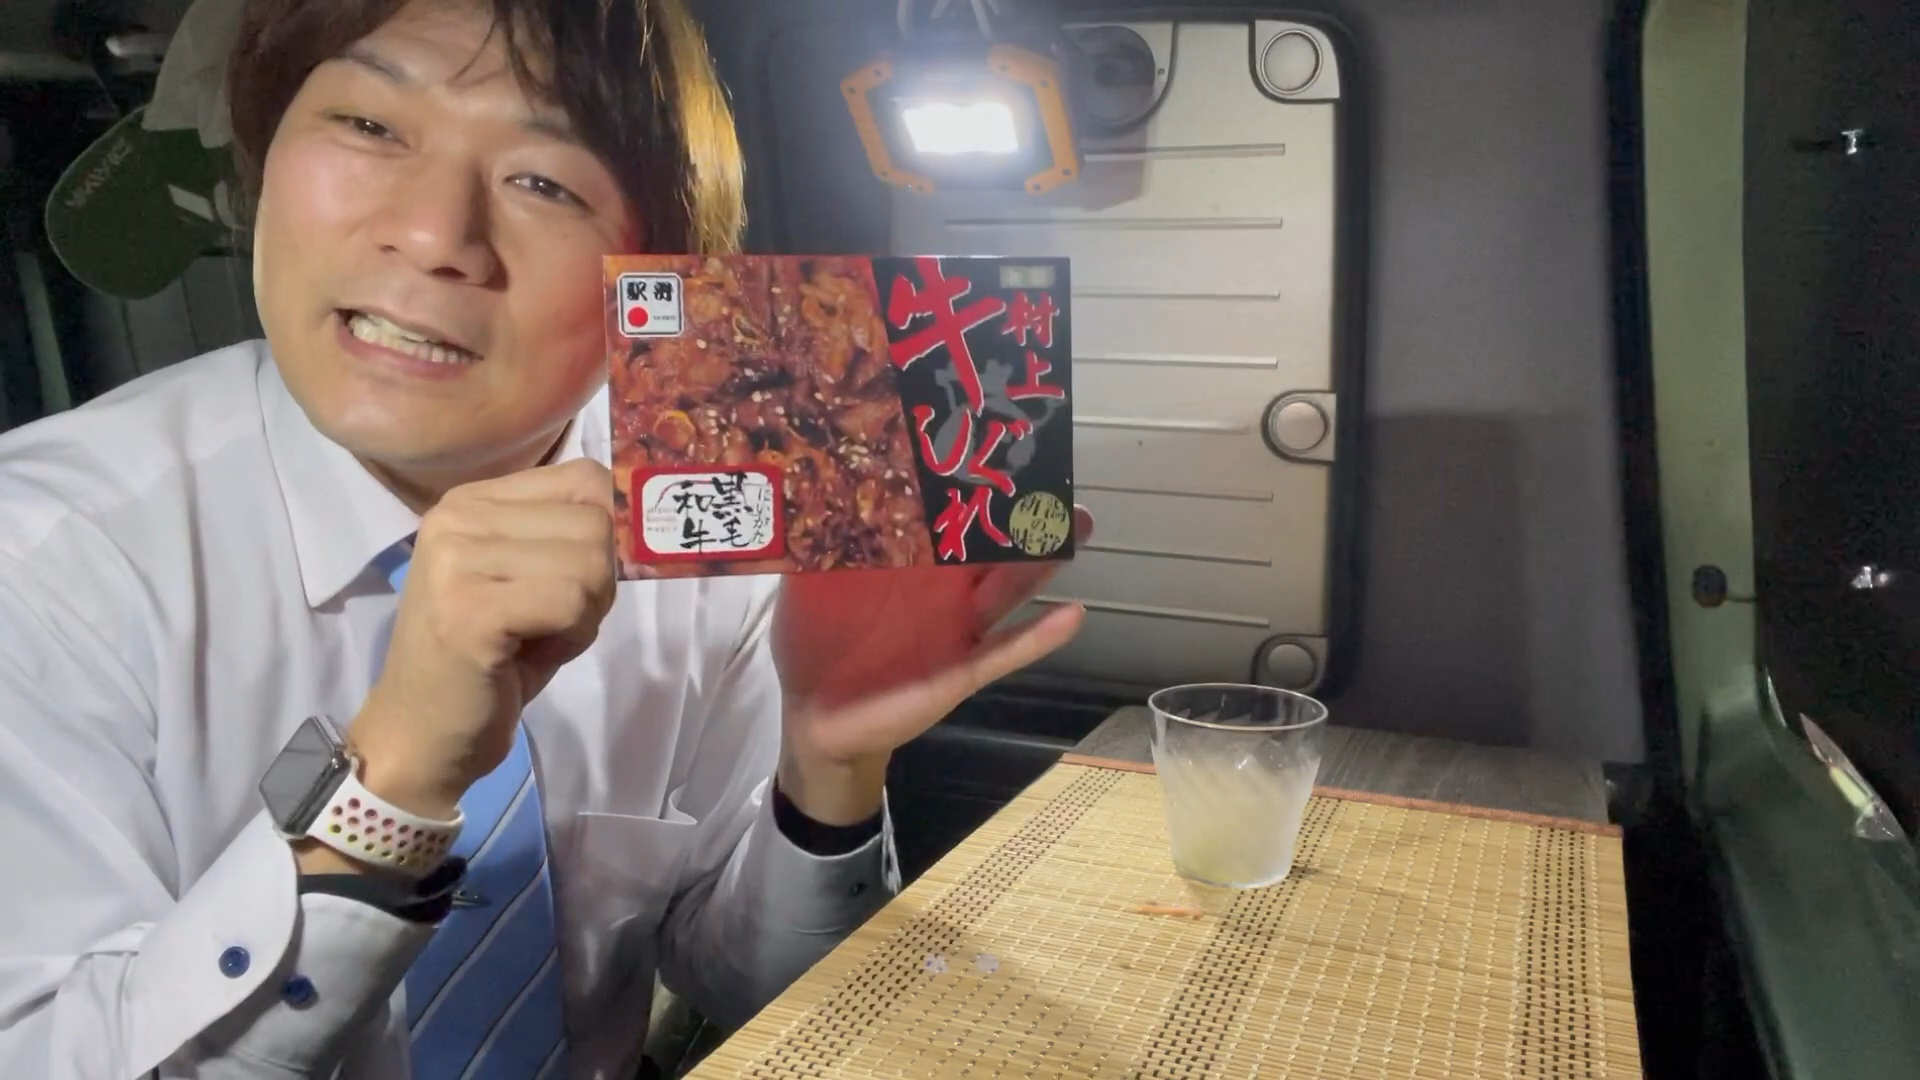 駅弁
村上
牛しぐれ
にいがた
黒毛
和牛
新潟
の
味覚